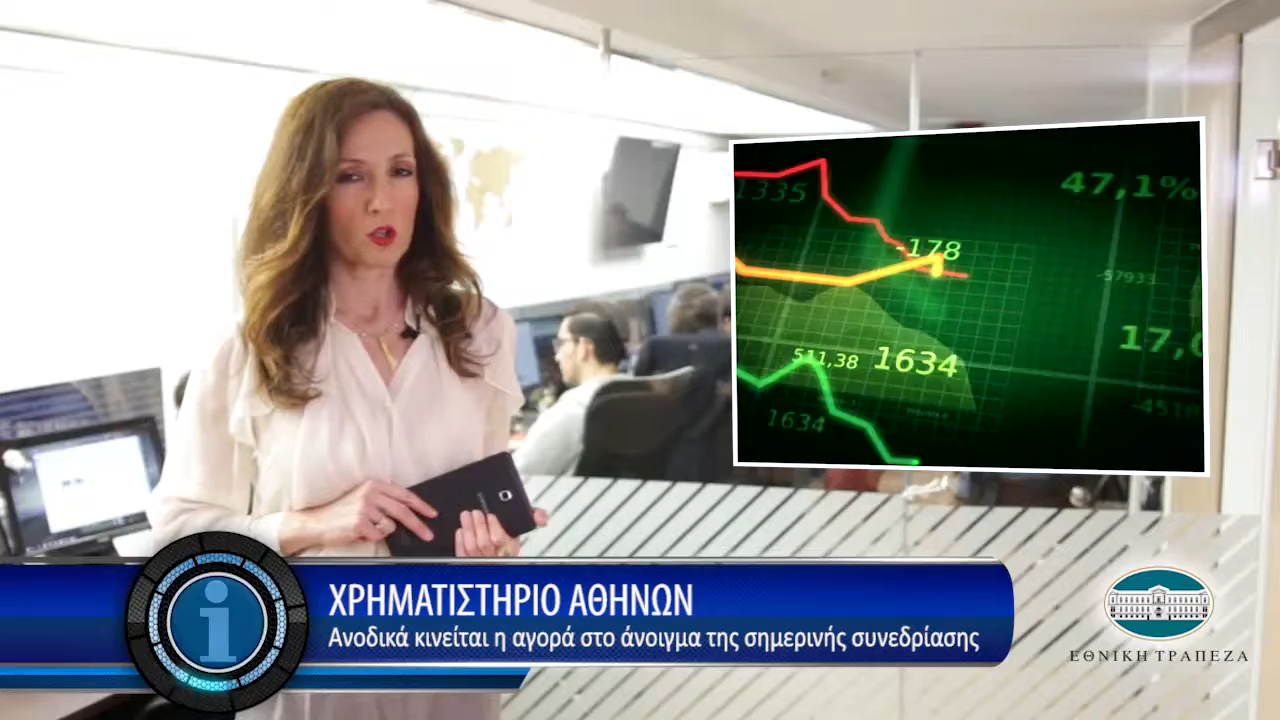 1335
47,1%
-178
-57933
17,0
511,38 1634
1634
-4518
ΧΡΗΜΑΤΙΣΤΗΡΙΟ ΑΘΗΝΩΝ
Ανοδικά κινείται η αγορά στο άνοιγμα της σημερινής συνεδρίασης
ΕΘΝΙΚΗ ΤΡΑΠΕΖΑ